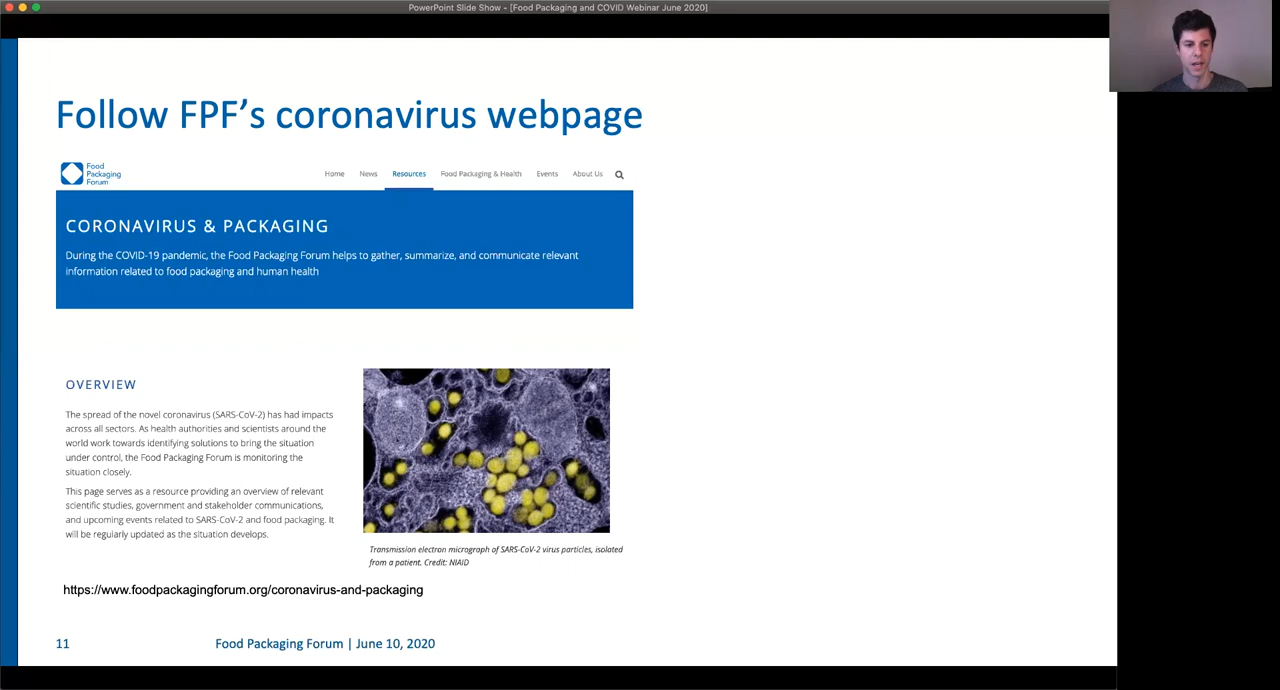 PowerPoint Slide Show - [Food Packaging and COVID Webinar June 2020]
Follow FPF's coronavirus webpage
Food
Packaging
Forum
Home News Resources Food Packaging & Health Events About Us
CORONAVIRUS & PACKAGING
During the COVID-19 pandemic, the Food Packaging Forum helps to gather, summarize, and communicate relevant
information related to food packaging and human health
OVERVIEW
The spread of the novel coronavirus (SARS-CoV-2) has had impacts
across all sectors. As health authorities and scientists around the
world work towards identifying solutions to bring the situation
under control, the Food Packaging Forum is monitoring the
situation closely.
This page serves as a resource providing an overview of relevant
scientific studies, government and stakeholder communications,
and upcoming events related to SARS-CoV-2 and food packaging. It
will be regularly updated as the situation develops.
Transmission electron micrograph of SARS-CoV-2 virus particles, isolated
from a patient. Credit: NIAID
https://www.foodpackagingforum.org/coronavirus-and-packaging
11 Food Packaging Forum | June 10, 2020